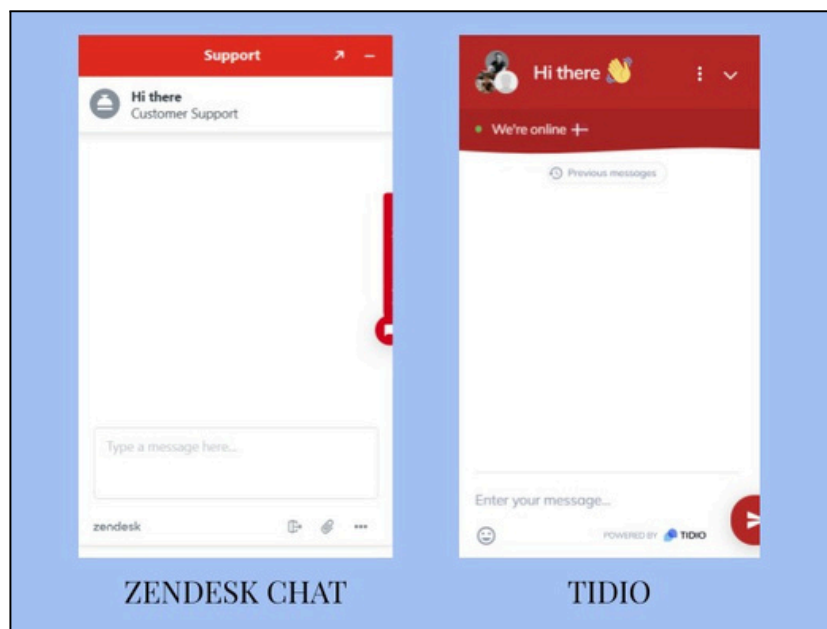 Support
Hi there
Customer Support
Type a message here...
zendesk
ZENDESK CHAT
Hi there
We're online
Previous messages
Enter your message...
POWERED BY TIDIO
TIDIO